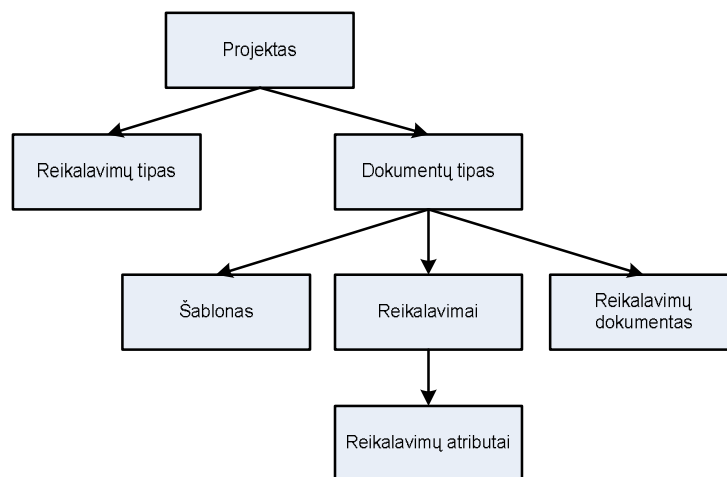 Projektas
Reikalavimų tipas
Dokumentų tipas
Šablonas
Reikalavimai
Reikalavimų
dokumentas
Reikalavimų atributai